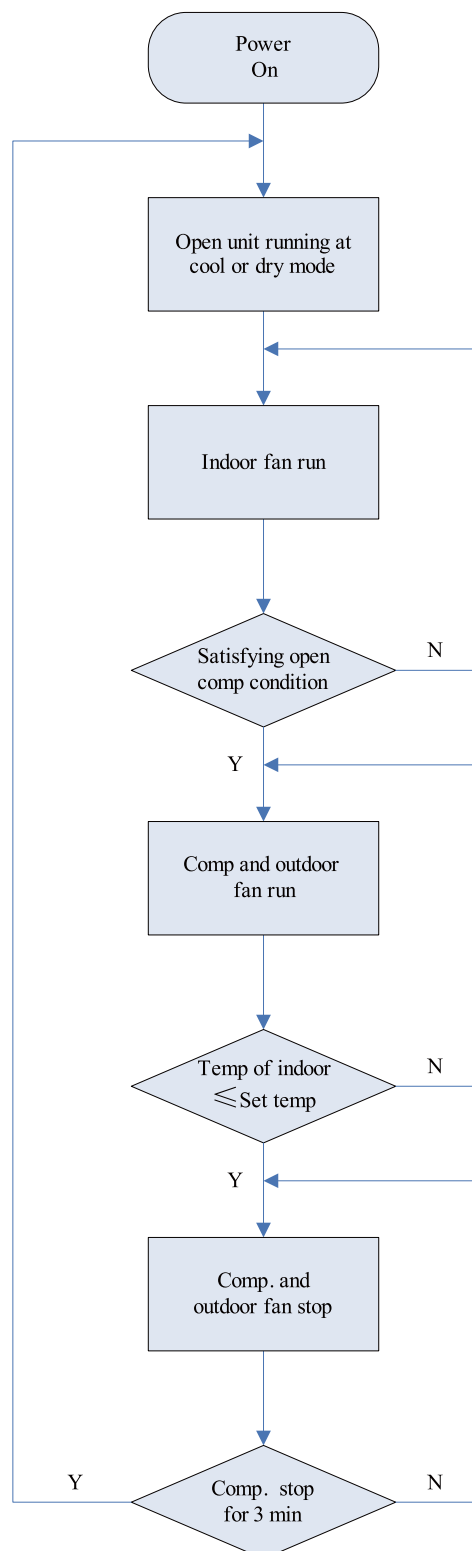 Power
On
Open unit running at
cool or dry mode
Indoor fan run
Satisfying open
comp condition
N
Y
Comp and outdoor
fan run
Temp of indoor
≤Set temp
N
Y
Comp. and
outdoor fan stop
Y
Comp. stop
for 3 min
N